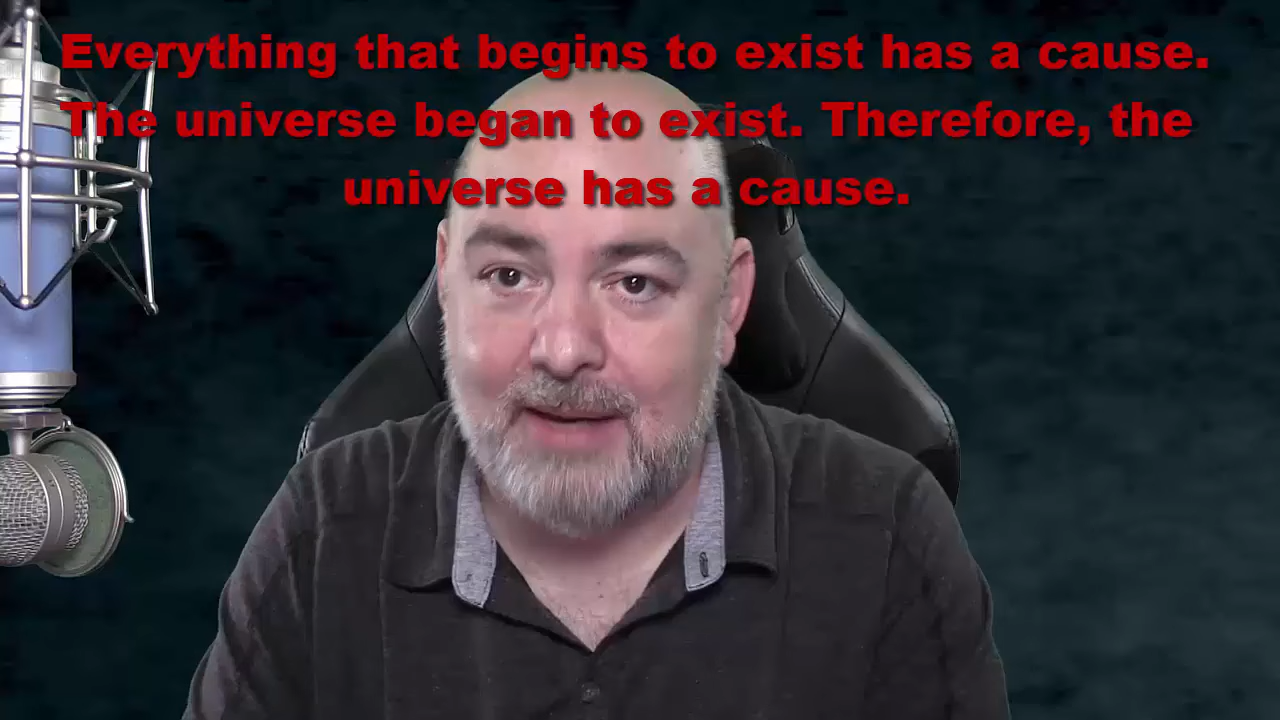 Everything that begins to exist has a cause.
The universe began to exist. Therefore, the
universe has a cause.